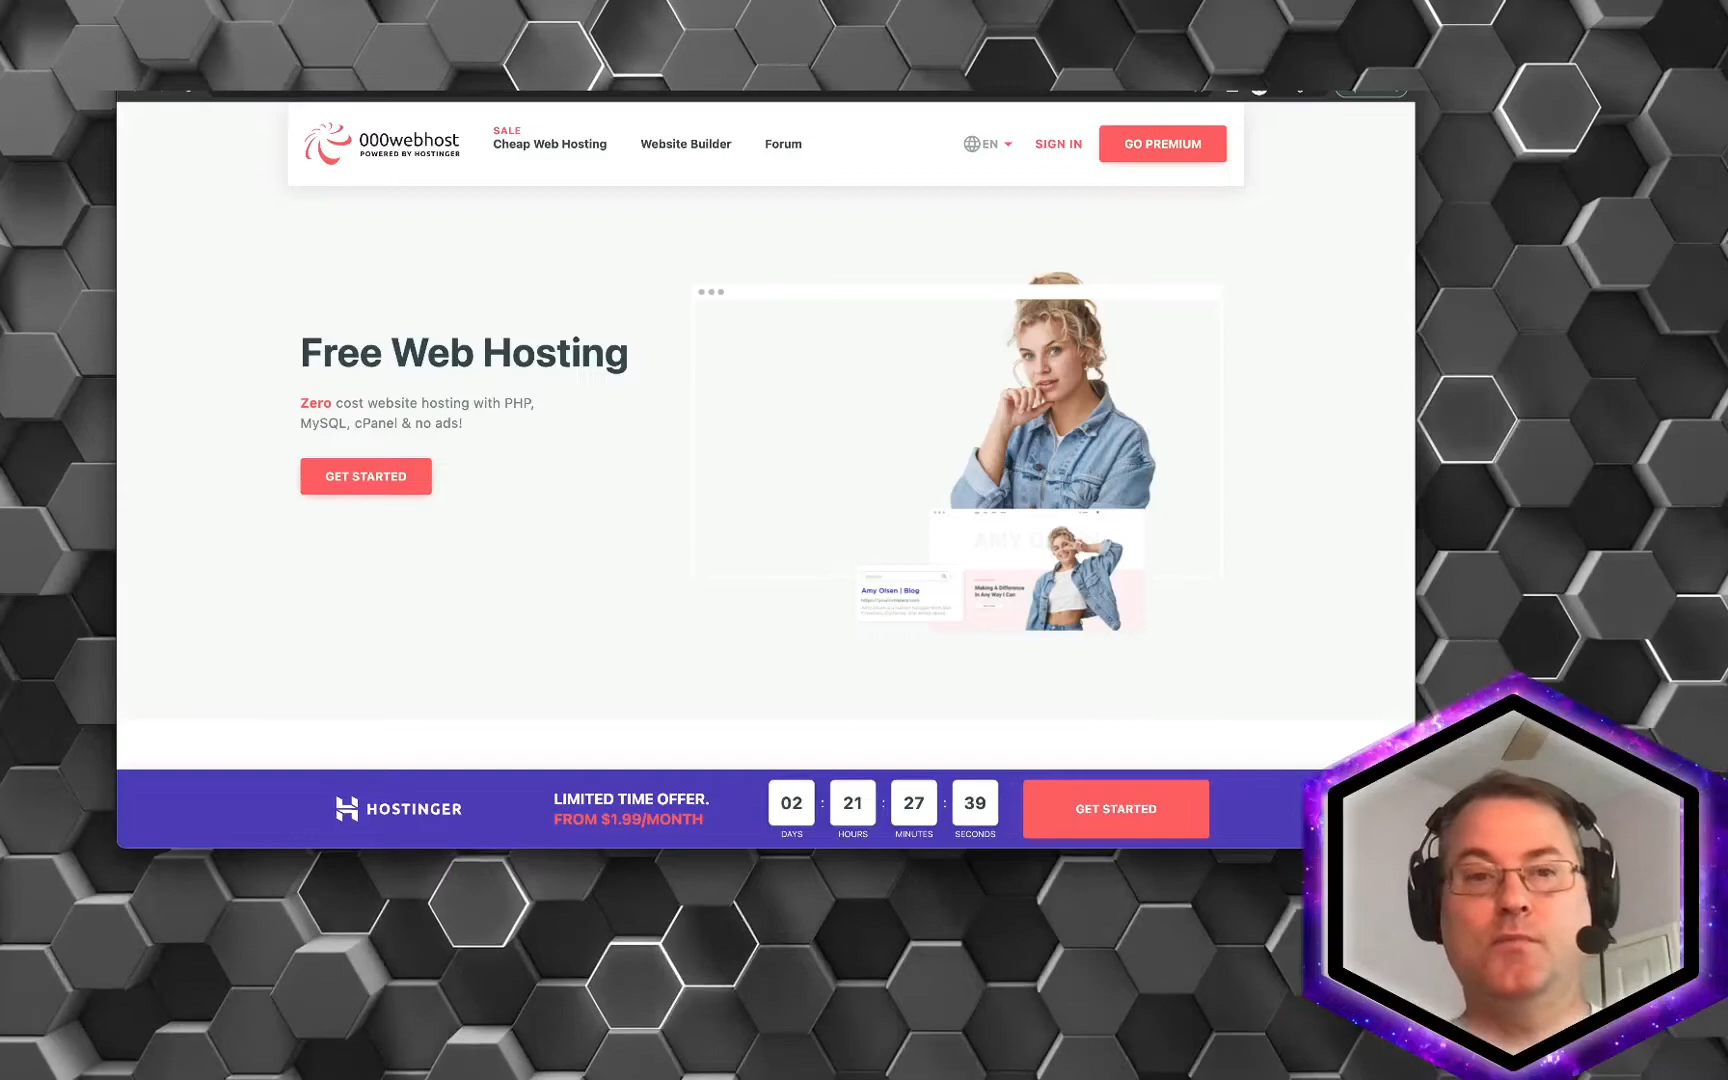 000webhost
POWERED BY HOSTINGER
SALE
Cheap Web Hosting
Website Builder
Forum
EN
SIGN IN
GO PREMIUM
Free Web Hosting
Zero cost website hosting with PHP,
MySQL, cPanel & no ads!
GET STARTED
AMY O
Amy Olsen | Blog
Making A Difference
In Any Way I Can
HOSTINGER
LIMITED TIME OFFER.
FROM $1.99/MONTH
02 : 21 : 27 : 39
DAYS HOURS MINUTES SECONDS
GET STARTED